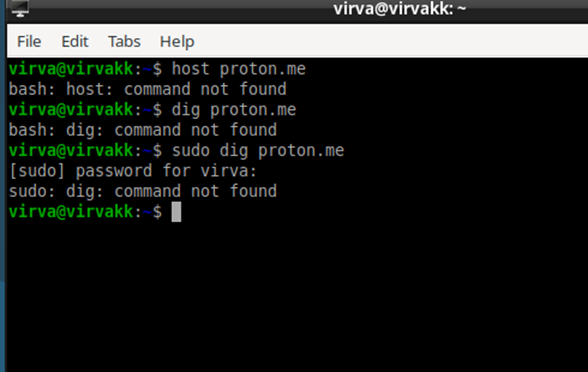 virva@virvakk: ~
File Edit Tabs Help
virva@virvakk:~$ host proton.me
bash: host: command not found
virva@virvakk:~$ dig proton.me
bash: dig: command not found
virva@virvakk:~$ sudo dig proton.me
[sudo] password for virva:
sudo: dig: command not found
virva@virvakk:~$